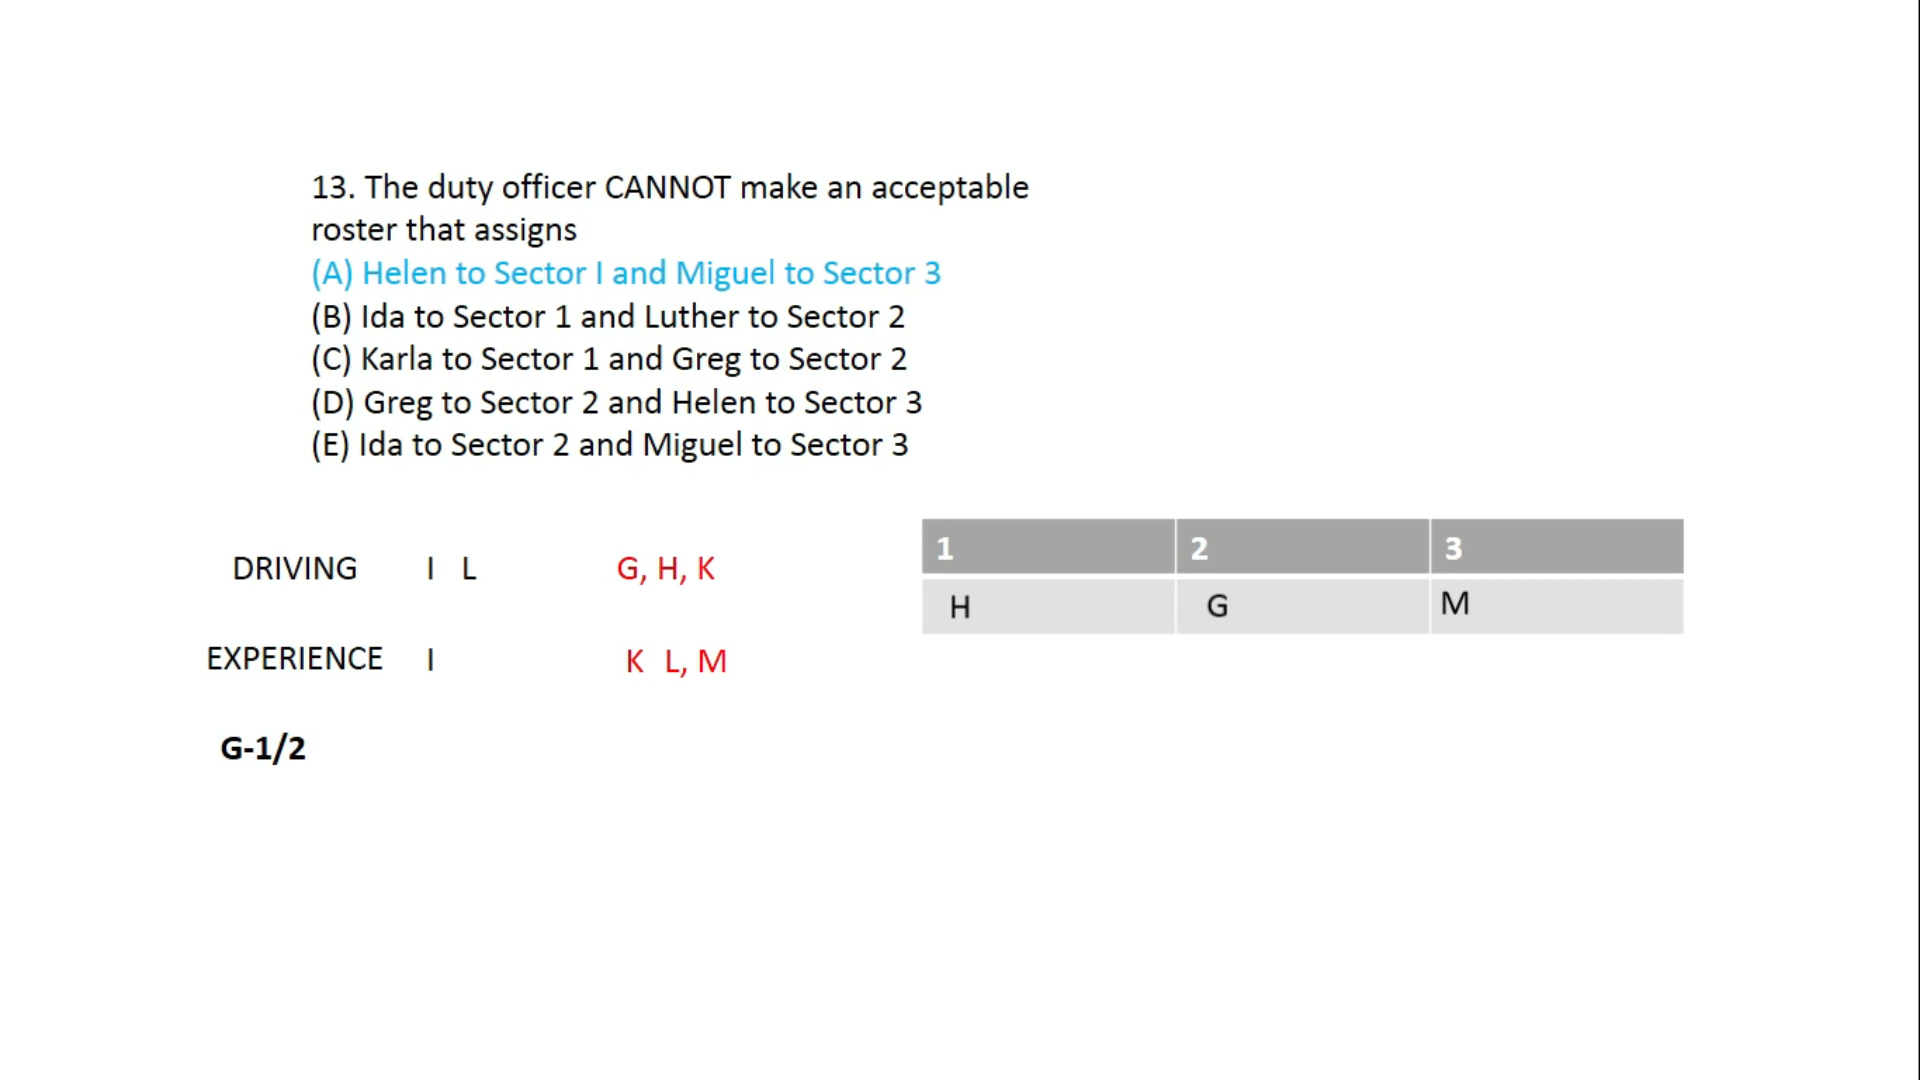 13. The duty officer CANNOT make an acceptable
roster that assigns
(A) Helen to Sector I and Miguel to Sector 3
(B) Ida to Sector 1 and Luther to Sector 2
(C) Karla to Sector 1 and Greg to Sector 2
(D) Greg to Sector 2 and Helen to Sector 3
(E) Ida to Sector 2 and Miguel to Sector 3
DRIVING I L G, H, K
EXPERIENCE I K L, M
G-1/2
1 2 3
H G M